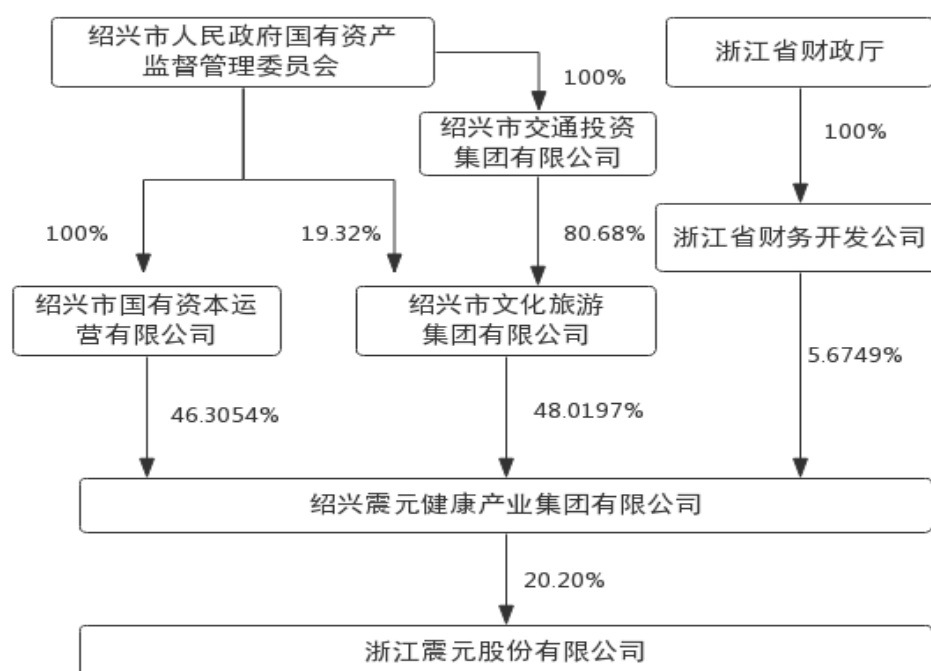 绍兴市人民政府国有资产
监督管理委员会
浙江省财政厅
100%
绍兴市交通投资
集团有限公司
100%
100%
19.32%
80.68%
浙江省财务开发公司
绍兴市国有资本运
营有限公司
绍兴市文化旅游
集团有限公司
5.6749%
46.3054%
48.0197%
绍兴震元健康产业集团有限公司
20.20%
浙江震元股份有限公司